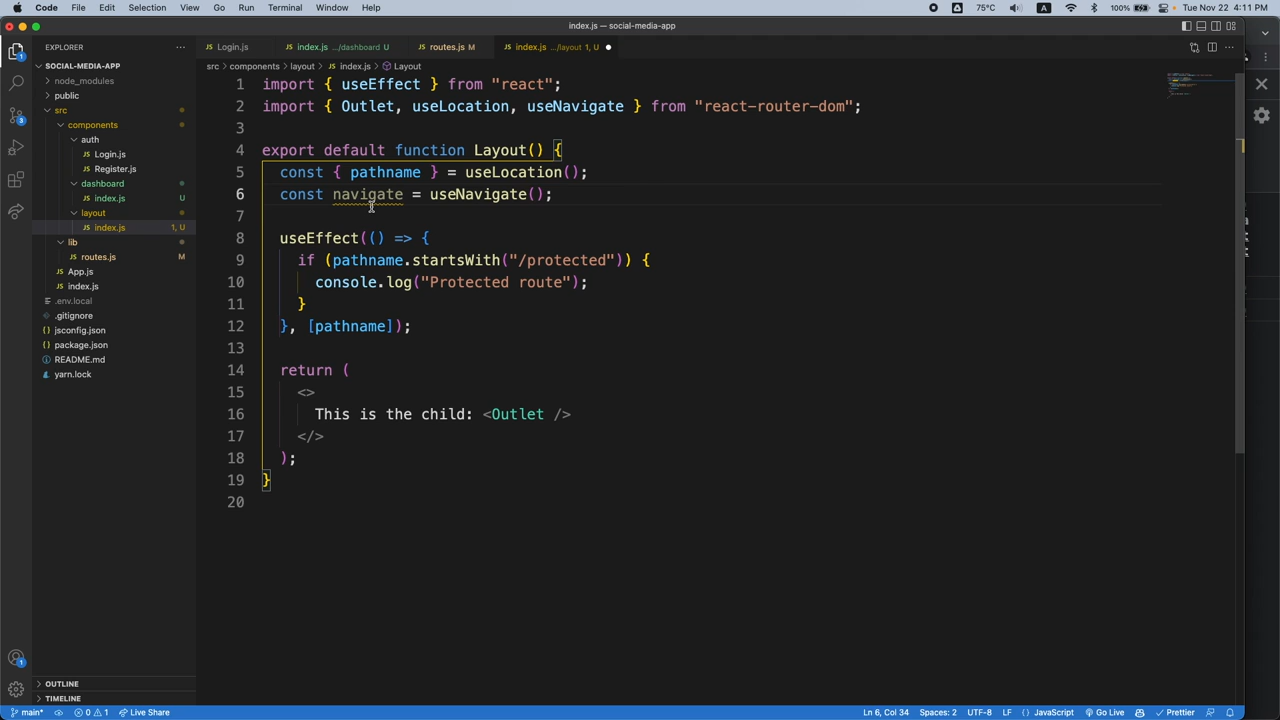 Code File Edit Selection View Go Run Terminal Window Help
75°C A 100% Tue Nov 22 4:11 PM
index.js — social-media-app
EXPLORER
SOCIAL-MEDIA-APP
node_modules
public
src
components
auth
Login.js
Register.js
dashboard
index.js U
layout
index.js 1, U
lib
routes.js M
App.js
index.js
.env.local
.gitignore
jsconfig.json
package.json
README.md
yarn.lock
OUTLINE
TIMELINE
Login.js index.js .../dashboard U routes.js M index.js .../layout 1, U
src > components > layout > index.js > Layout
1 import { useEffect } from "react";
2 import { Outlet, useLocation, useNavigate } from "react-router-dom";
3
4 export default function Layout() {
5 const { pathname } = useLocation();
6 const navigate = useNavigate();
7
8 useEffect(() => {
9 if (pathname.startsWith("/protected")) {
10 console.log("Protected route");
11 }
12 }, [pathname]);
13
14 return (
15 <>
16 This is the child: <Outlet />
17 </>
18 );
19 }
20
main* 0 1 Live Share Ln 6, Col 34 Spaces: 2 UTF-8 LF { } JavaScript Go Live Prettier